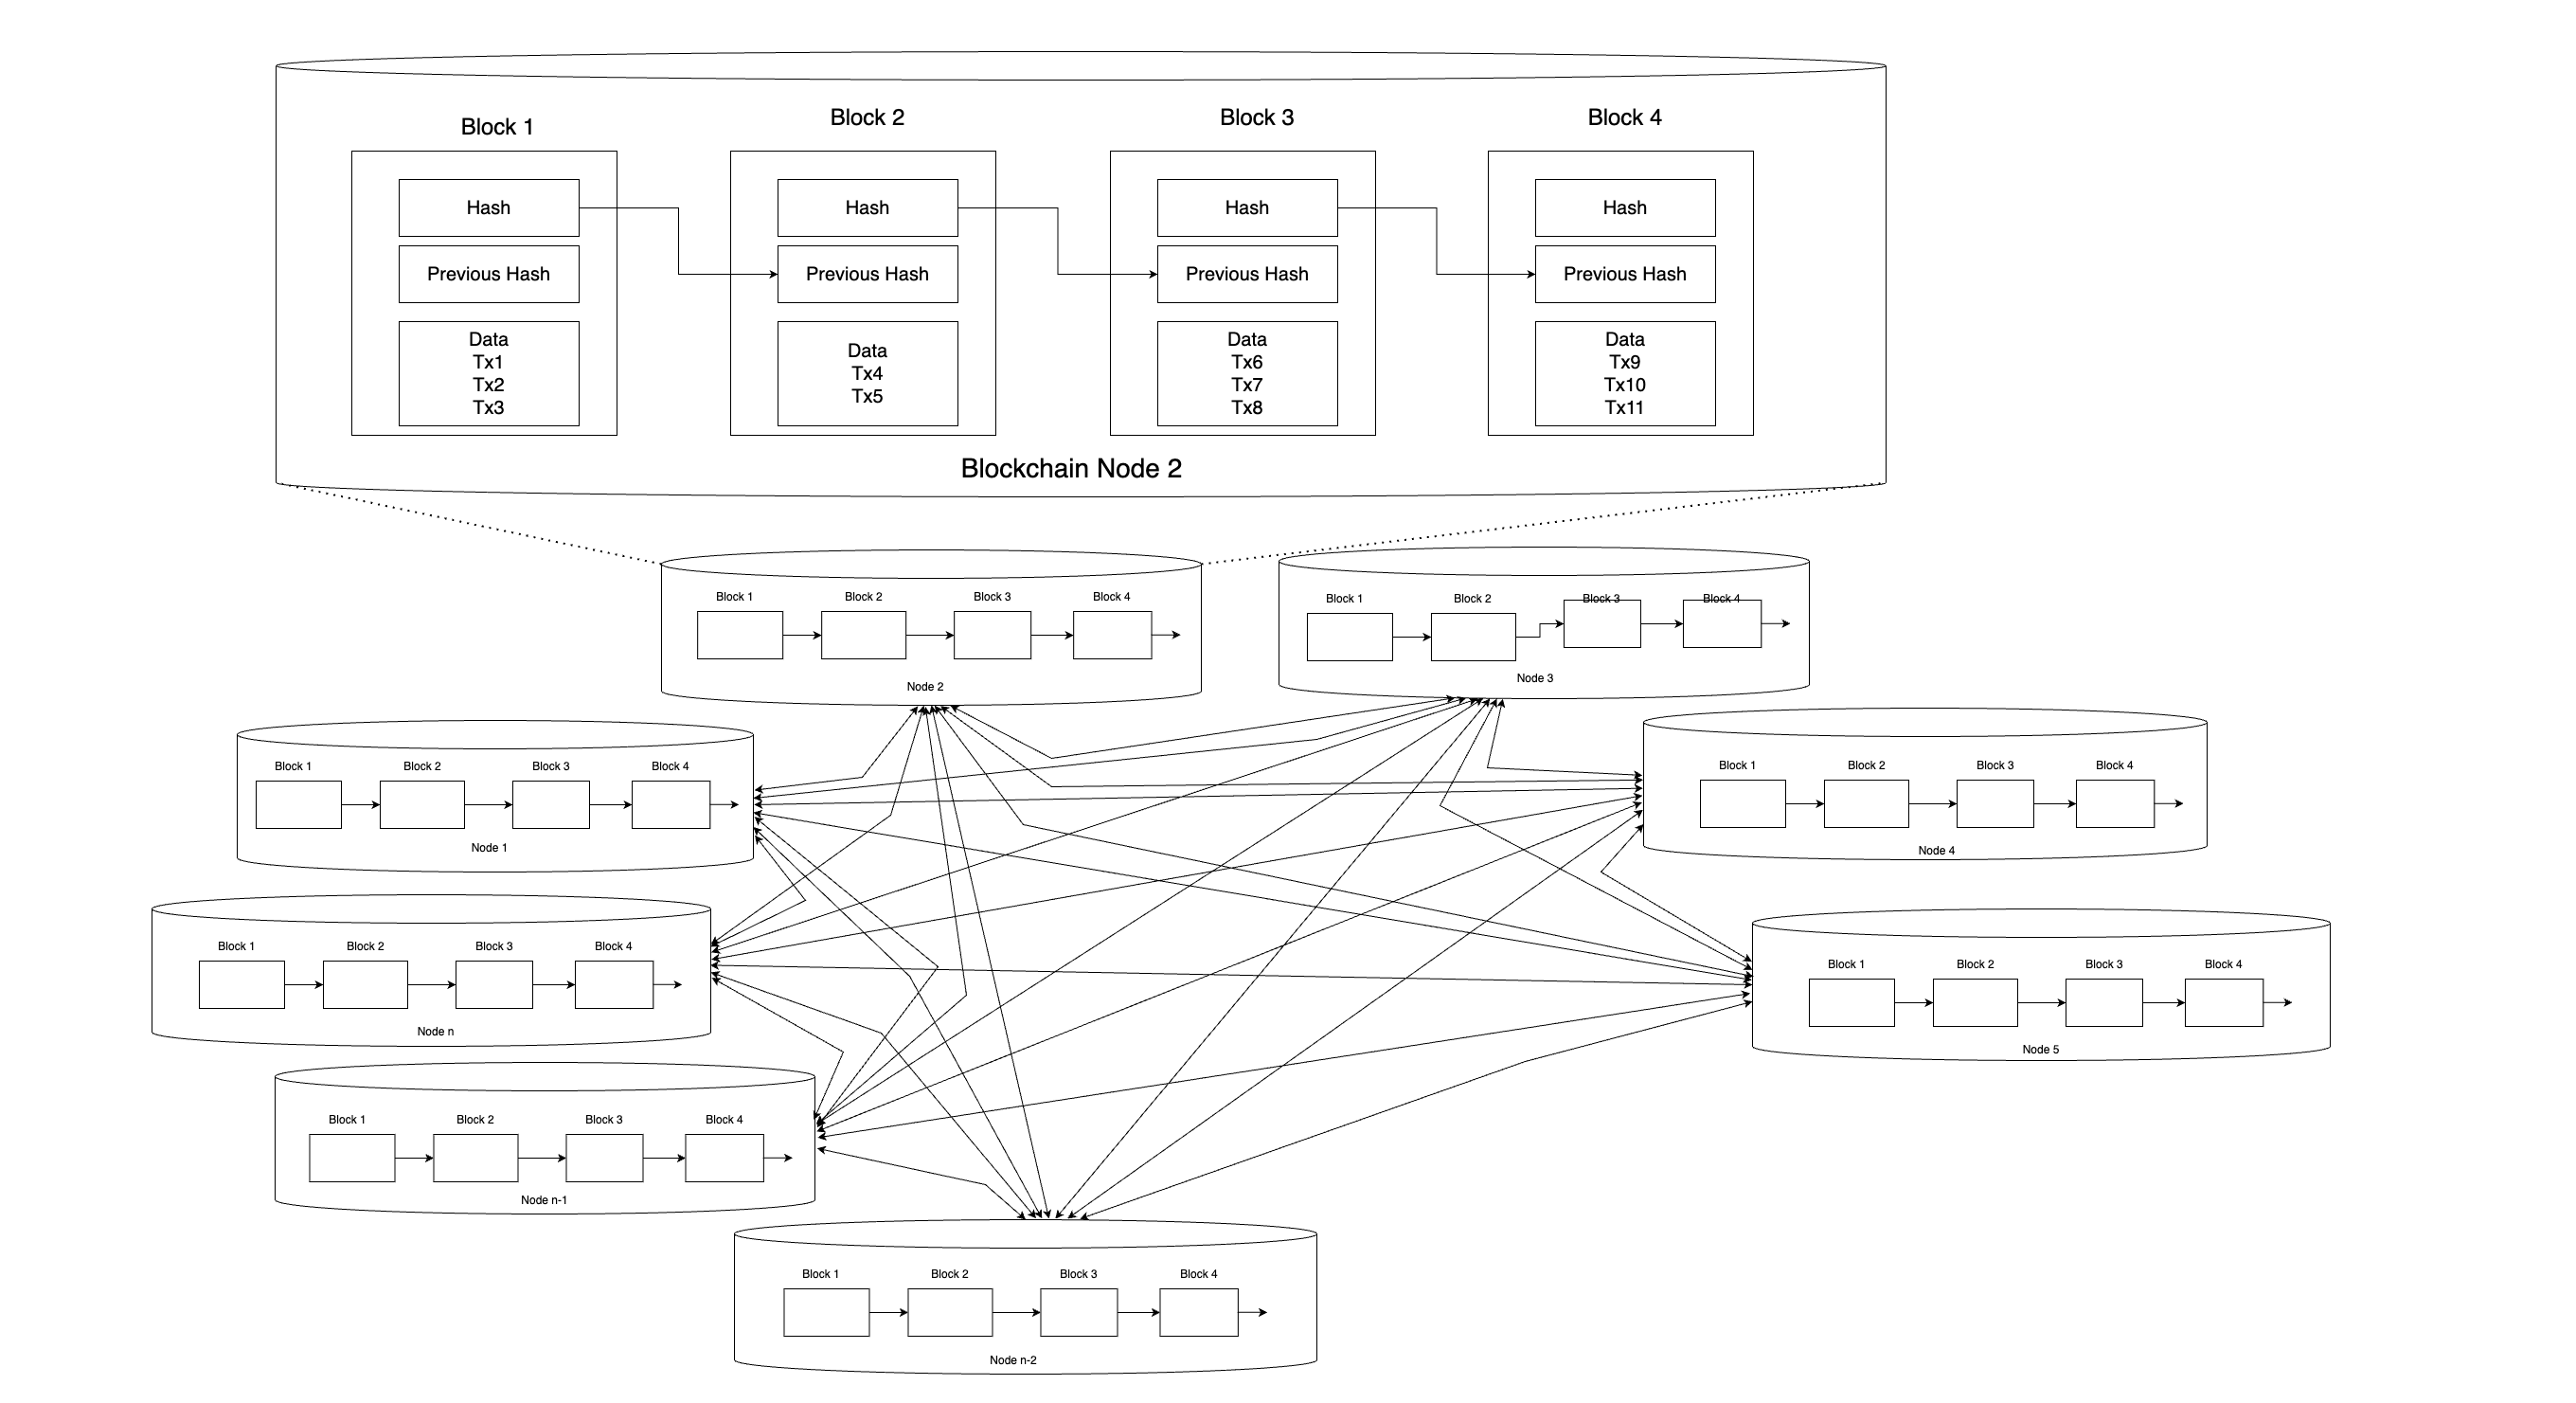 Block 1
Block 2
Block 3
Block 4
Hash
Hash
Hash
Hash
Previous Hash
Previous Hash
Previous Hash
Previous Hash
Data
Tx1
Tx2
Tx3
Data
Tx4
Tx5
Data
Tx6
Tx7
Tx8
Data
Tx9
Tx10
Tx11
Blockchain Node 2
Block 1
Block 2
Block 3
Block 4
Node 2
Block 1
Block 2
Block 3
Block 4
Node 3
Block 1
Block 2
Block 3
Block 4
Node 1
Block 1
Block 2
Block 3
Block 4
Node 4
Block 1
Block 2
Block 3
Block 4
Node n
Block 1
Block 2
Block 3
Block 4
Node 5
Block 1
Block 2
Block 3
Block 4
Node n-1
Block 1
Block 2
Block 3
Block 4
Node n-2